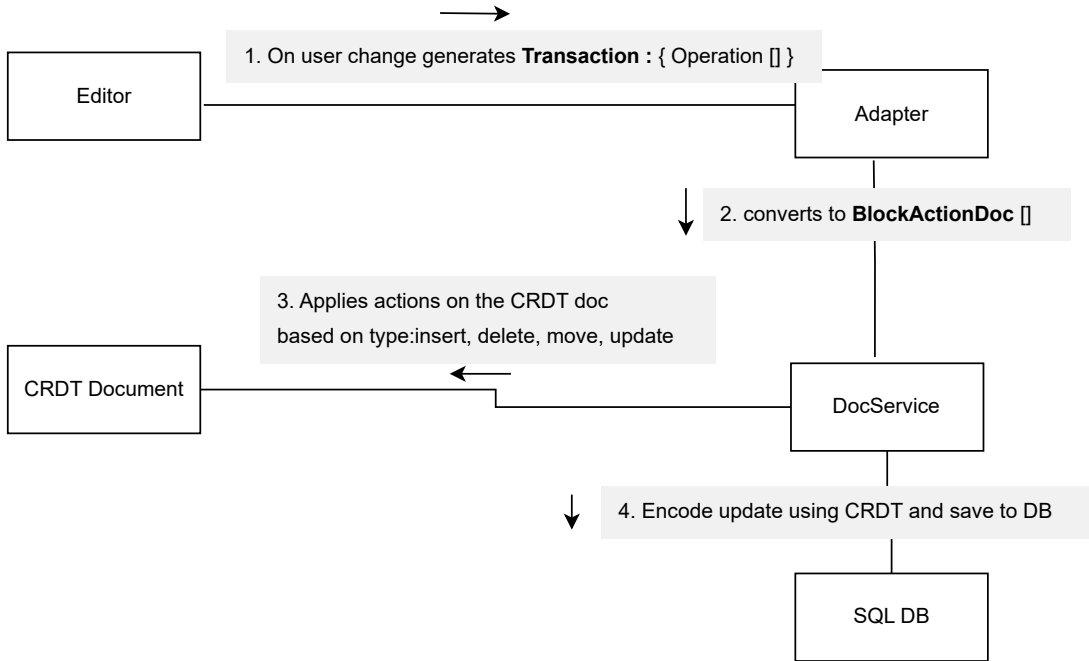 1. On user change generates Transaction : { Operation [] }
Editor
Adapter
2. converts to BlockActionDoc []
3. Applies actions on the CRDT doc
based on type:insert, delete, move, update
CRDT Document
DocService
4. Encode update using CRDT and save to DB
SQL DB